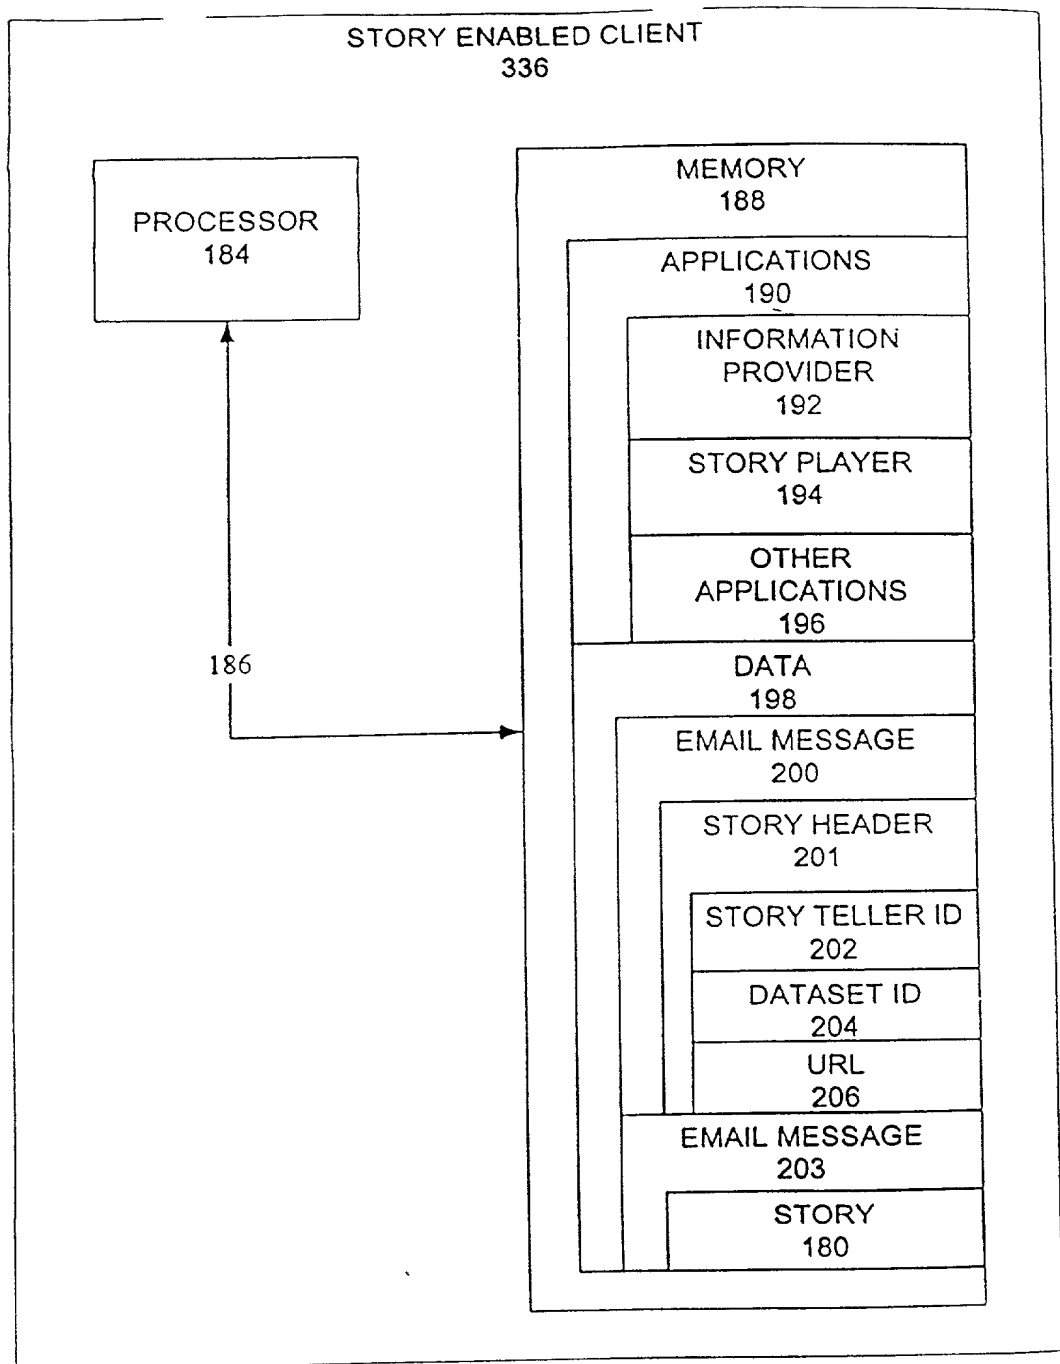 STORY ENABLED CLIENT
336
PROCESSOR
184
186
MEMORY
188
APPLICATIONS
190
INFORMATION
PROVIDER
192
STORY PLAYER
194
OTHER
APPLICATIONS
196
DATA
198
EMAIL MESSAGE
200
STORY HEADER
201
STORY TELLER ID
202
DATASET ID
204
URL
206
EMAIL MESSAGE
203
STORY
180